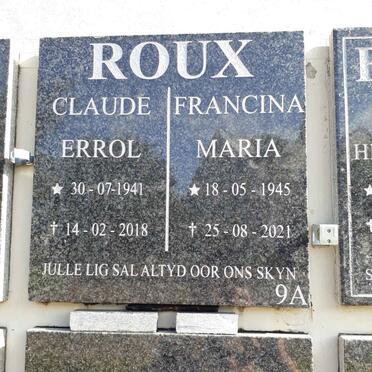 ROUX
CLAUDE FRANCINA
ERROL MARIA
★ 30-07-1941 ★ 18-05-1945
† 14-02-2018 † 25-08-2021
JULLE LIG SAL ALTYD OOR ONS SKYN
9A